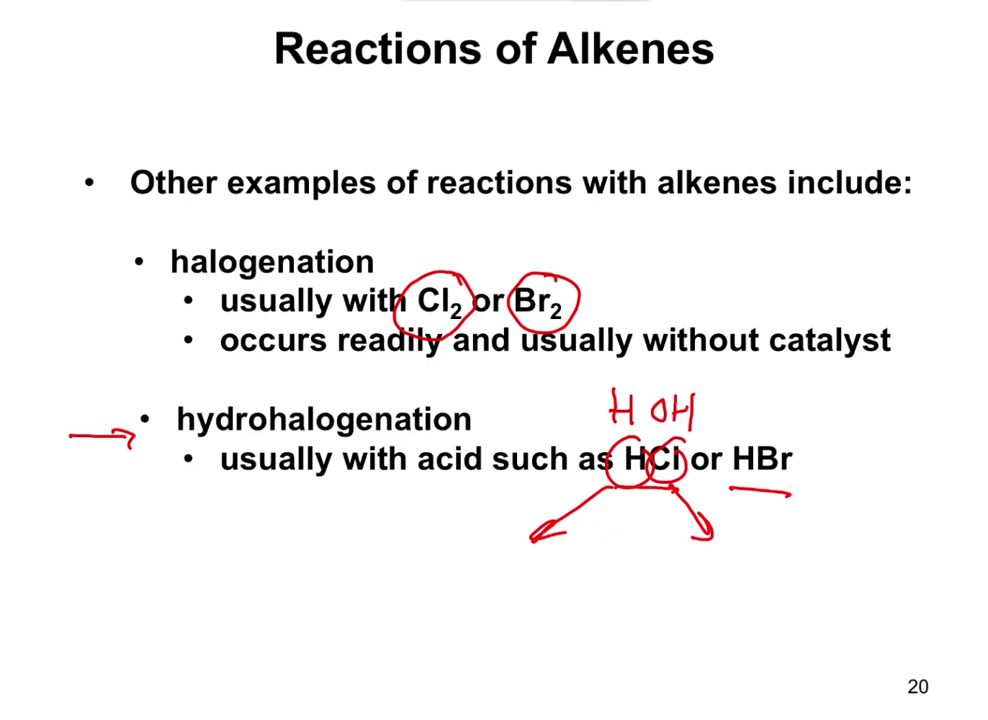 Reactions of Alkenes
• Other examples of reactions with alkenes include:
• halogenation
• usually with Cl₂ or Br₂
• occurs readily and usually without catalyst
H OH
• hydrohalogenation
• usually with acid such as HCl or HBr
20